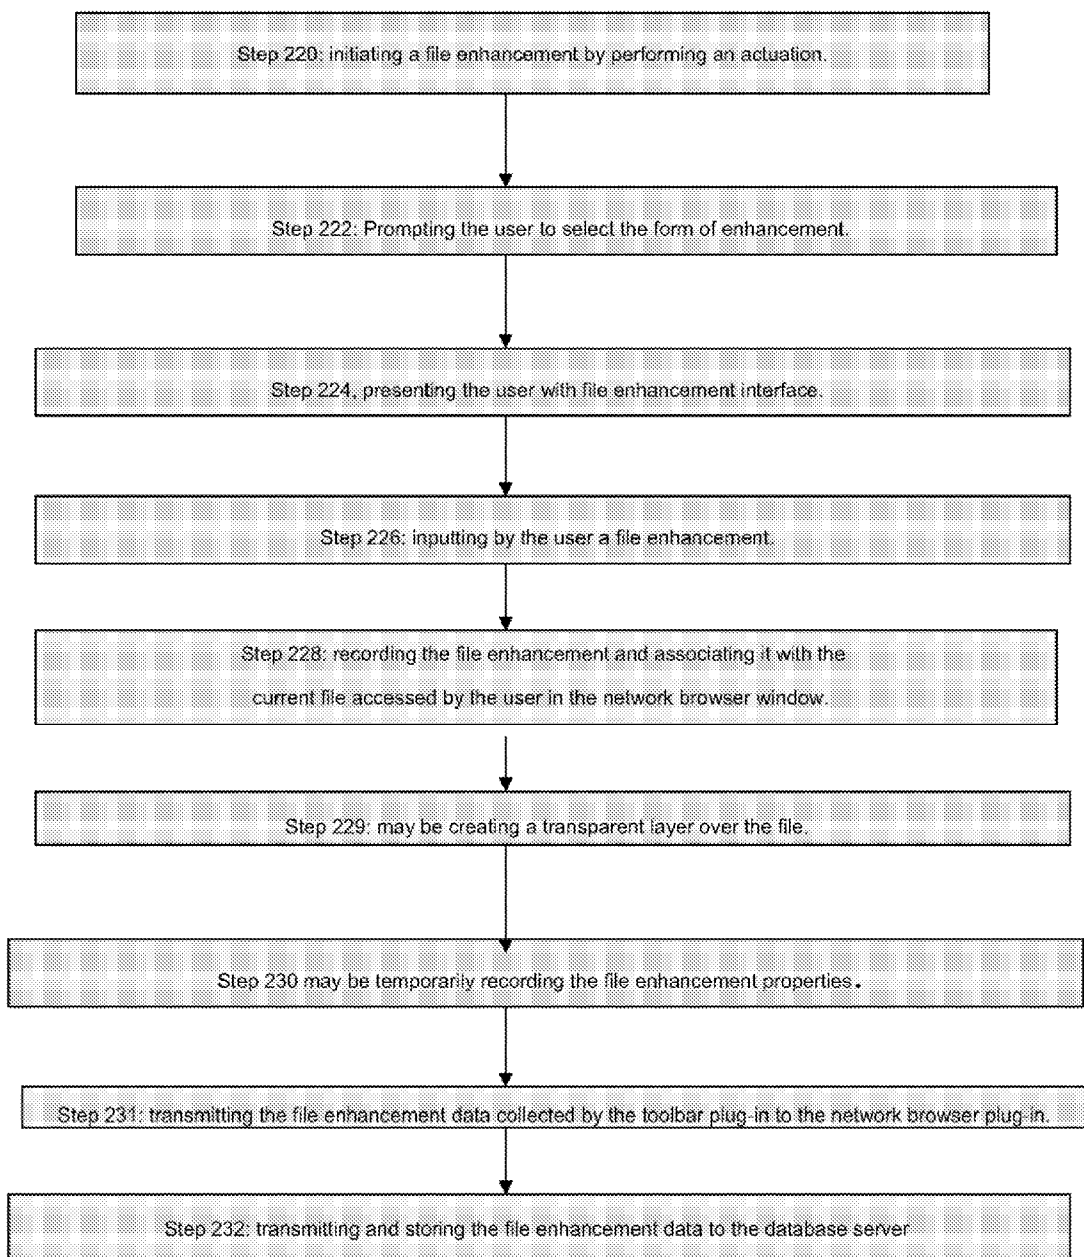 Step 220: initiating a file enhancement by performing an actuation.
Step 222: Prompting the user to select the form of enhancement.
Step 224, presenting the user with file enhancement interface.
Step 226: inputting by the user a file enhancement.
Step 228: recording the file enhancement and associating it with the
current file accessed by the user in the network browser window.
Step 229: may be creating a transparent layer over the file.
Step 230 may be temporarily recording the file enhancement properties.
Step 231: transmitting the file enhancement data collected by the toolbar plug-in to the network browser plug-in.
Step 232: transmitting and storing the file enhancement data to the database server